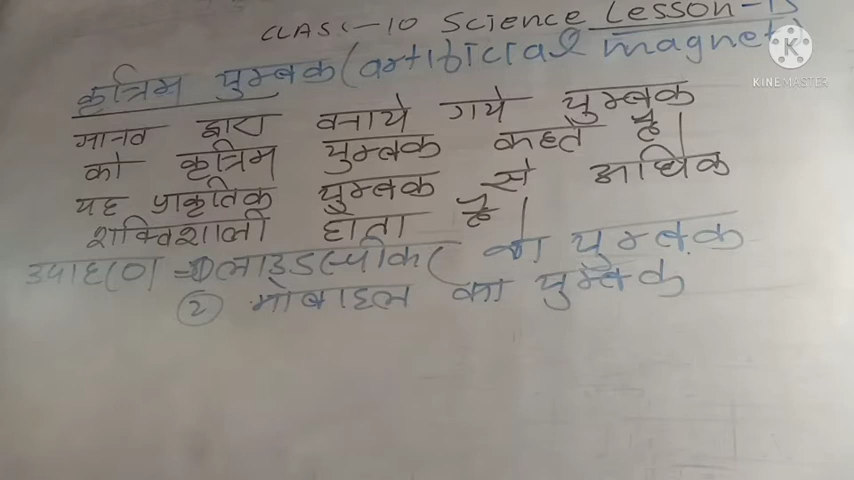 CLASS-10 Science Lesson-13
कृत्रिम चुम्बक (artificial magnet)
मानव द्वारा बनाये गये चुम्बक
को कृत्रिम चुम्बक कहते है।
यह प्राकृतिक चुम्बक से अधिक
शक्तिशाली होता है।
उदाहरण ⇒ ① लाउडस्पीकर का चुम्बक
② मोबाइल का चुम्बक
KINEMASTER